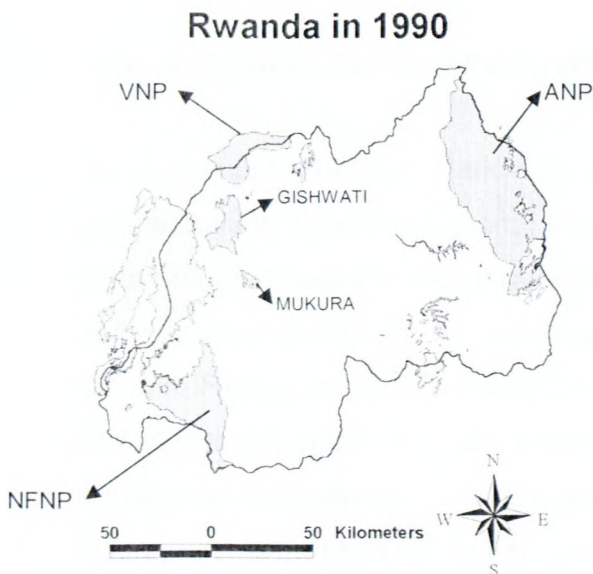 Rwanda in 1990
VNP
ANP
GISHWATI
MUKURA
NFNP
N
W E
S
50 0 50 Kilometers